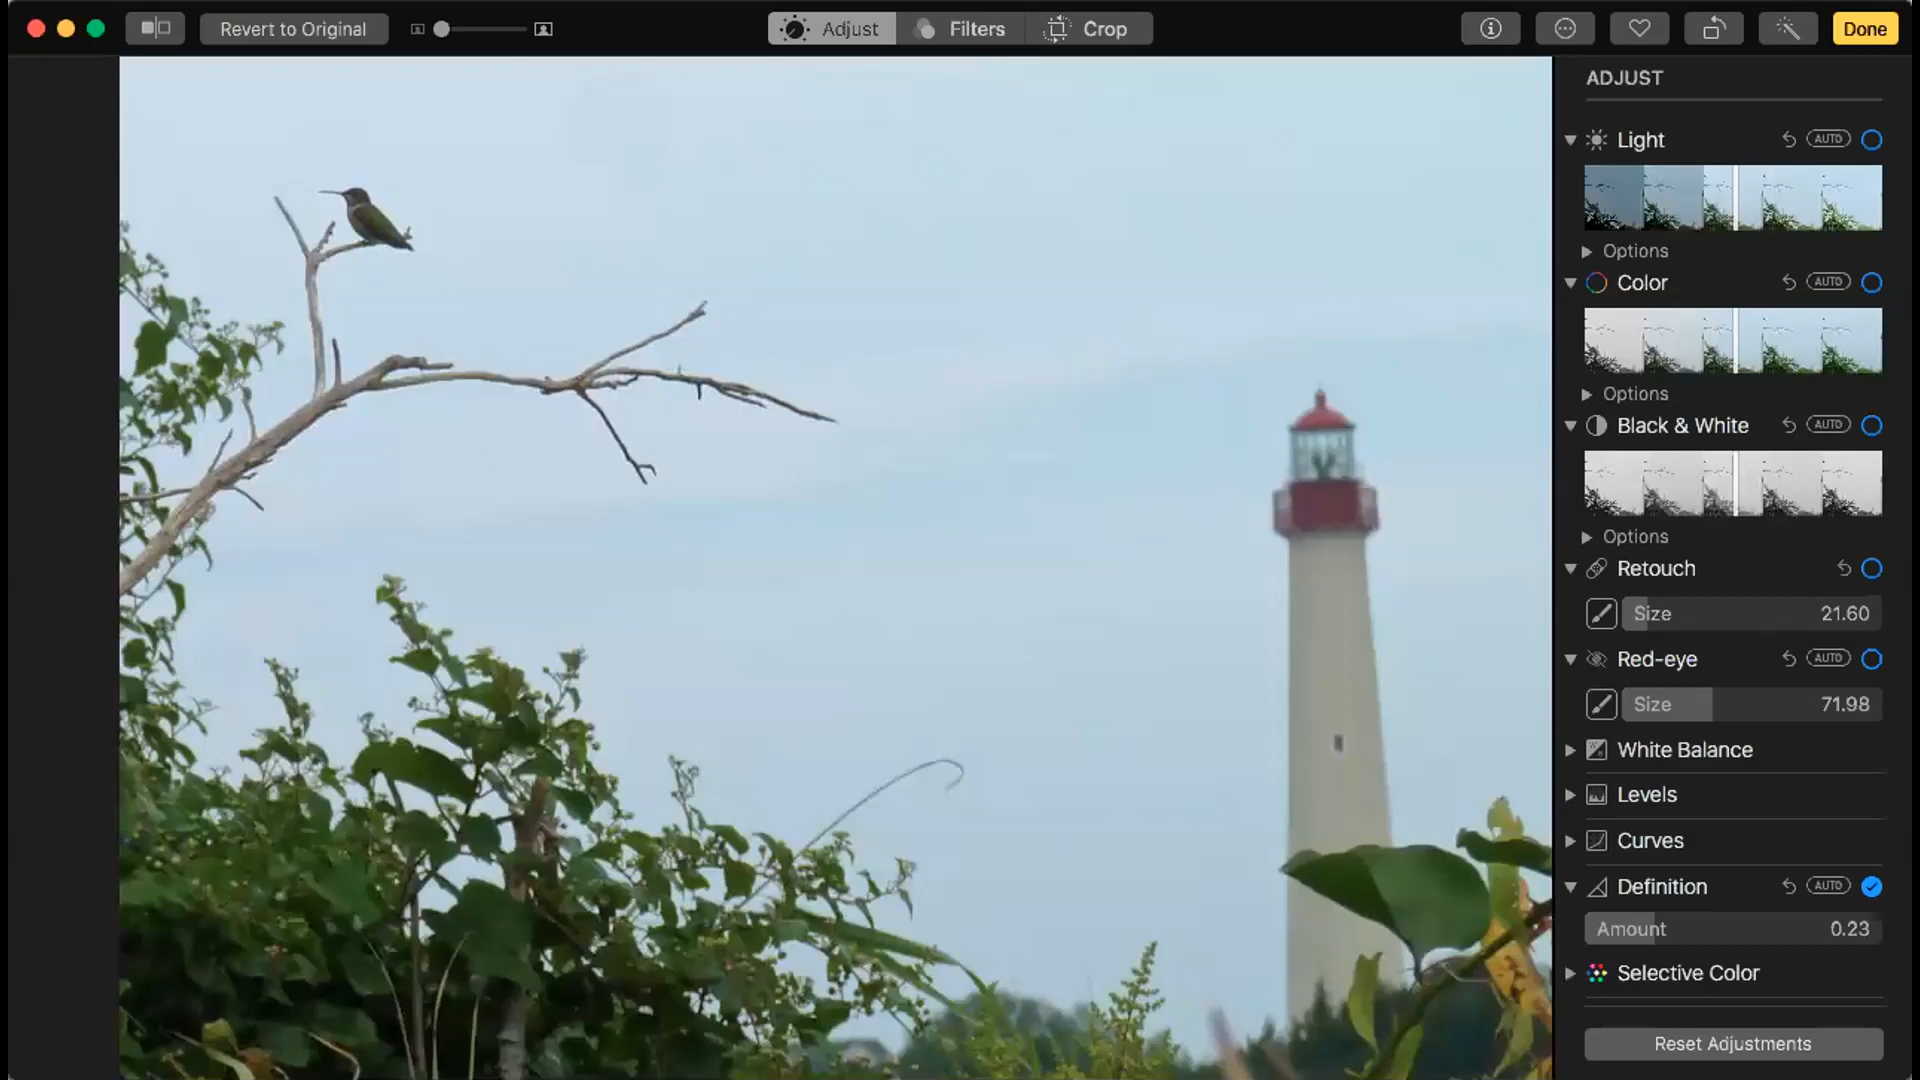 Revert to Original
Adjust
Filters
Crop
Done
ADJUST
Light AUTO
Options
Color AUTO
Options
Black & White AUTO
Options
Retouch
Size 21.60
Red-eye AUTO
Size 71.98
White Balance
Levels
Curves
Definition AUTO
Amount 0.23
Selective Color
Reset Adjustments